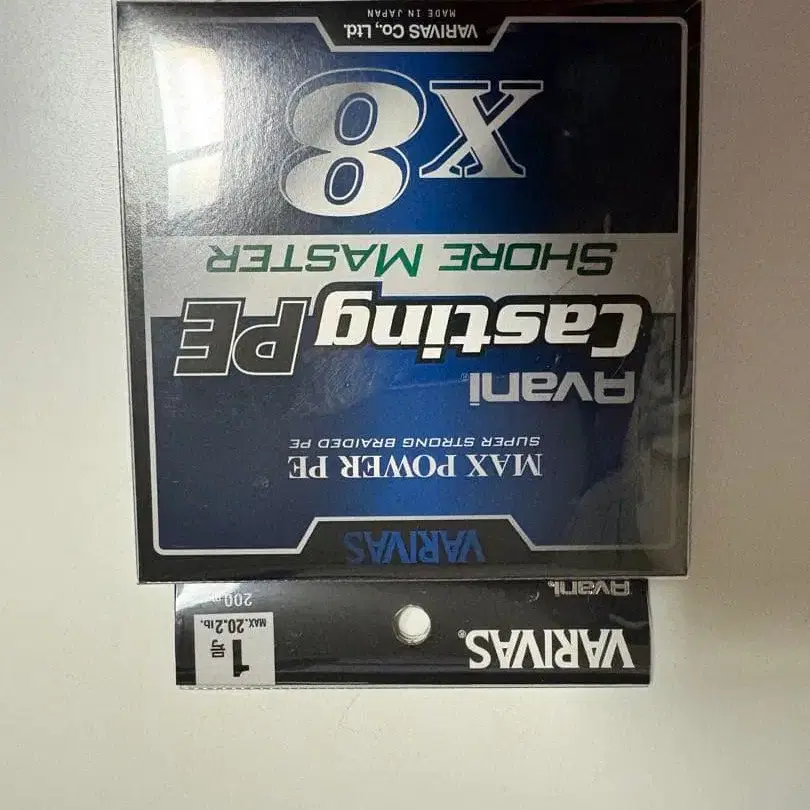 VARIVAS®
Avani®
1号
MAX.20.2lb.
200m
VARIVAS
MAX POWER PE
SUPER STRONG BRAIDED PE
Avani®
Casting PE
SHORE MASTER
X8
VARIVAS Co., Ltd.
MADE IN JAPAN